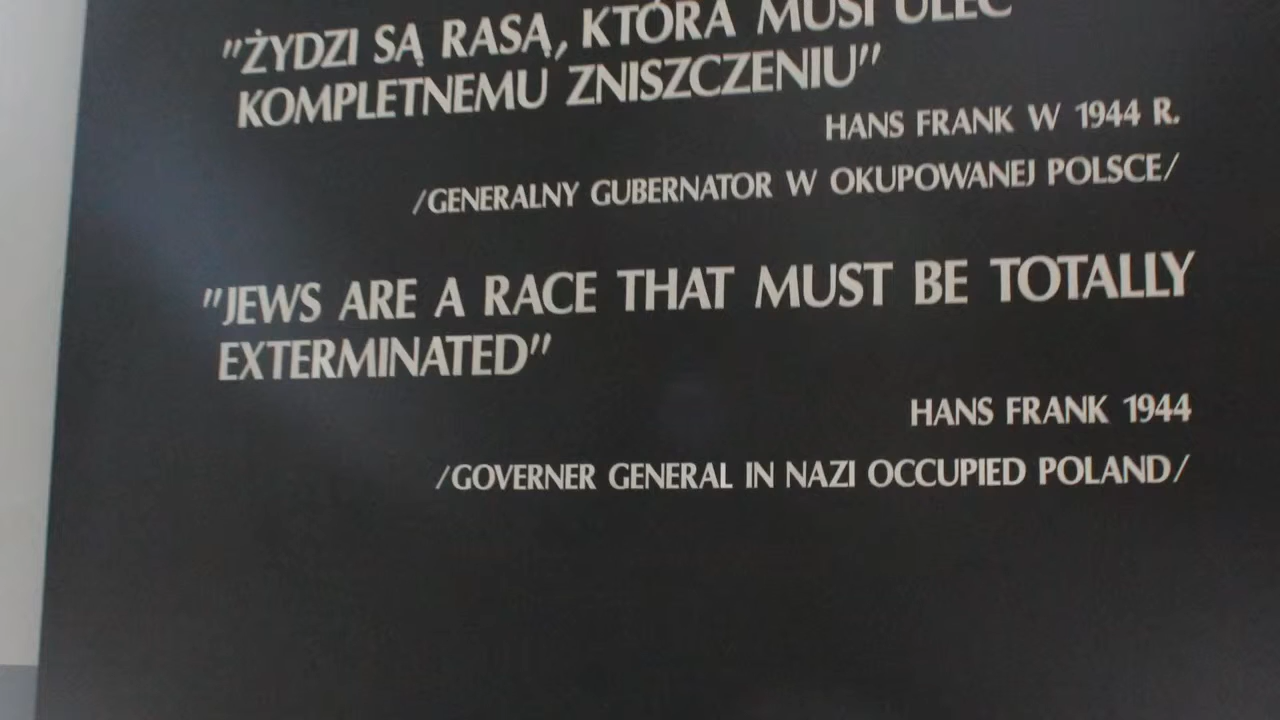 "ŻYDZI SĄ RASĄ, KTÓRA MUSI ULEC
KOMPLETNEMU ZNISZCZENIU"
HANS FRANK W 1944 R.
/GENERALNY GUBERNATOR W OKUPOWANEJ POLSCE/
"JEWS ARE A RACE THAT MUST BE TOTALLY
EXTERMINATED"
HANS FRANK 1944
/GOVERNER GENERAL IN NAZI OCCUPIED POLAND/